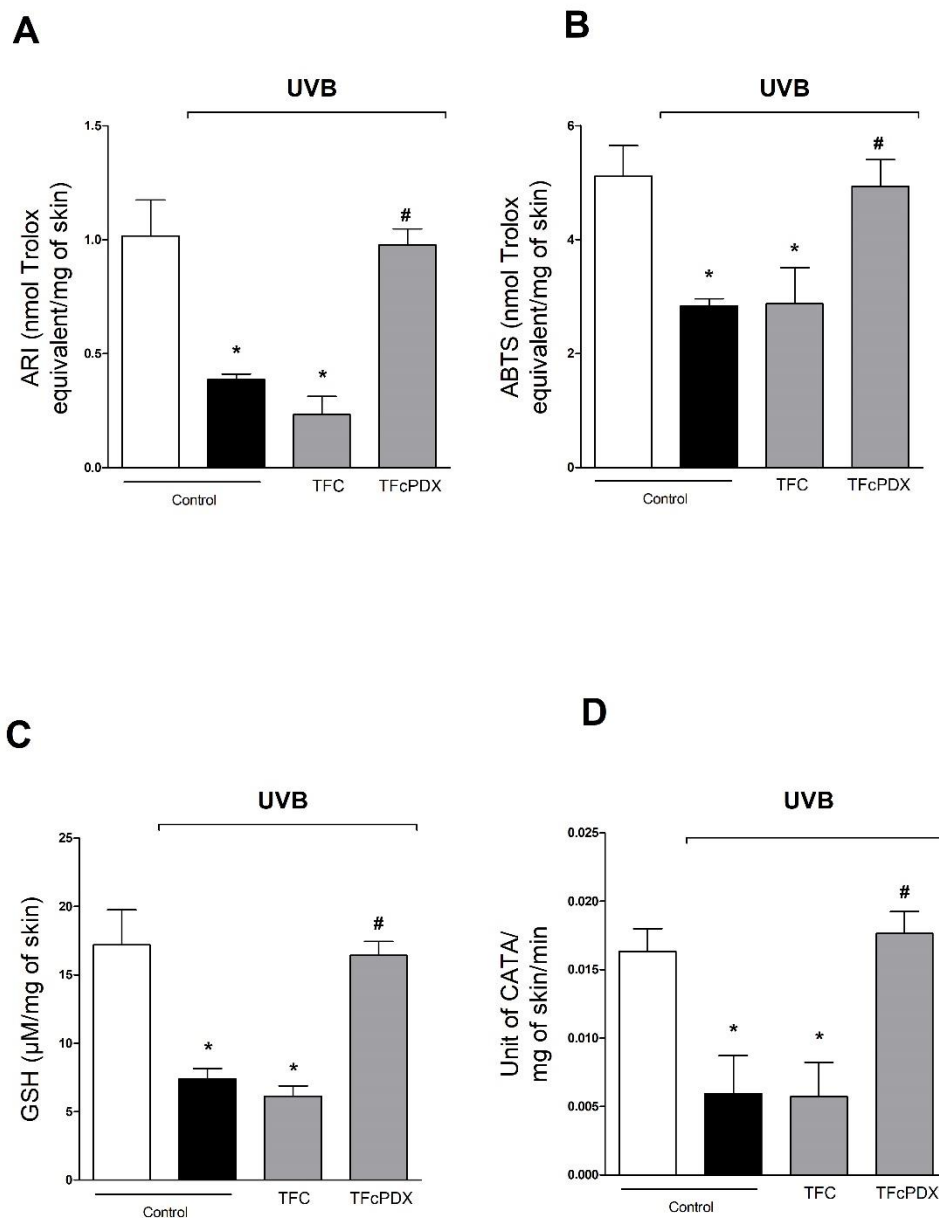 A
UVB
ARI (nmol Trolox
equivalent/mg of skin)
1.5
1.0
0.5
0.0
*
*
#
Control
TFC
TFcPDX
B
UVB
ABTS (nmol Trolox
equivalent/mg of skin)
6
4
2
0
*
*
#
Control
TFC
TFcPDX
C
UVB
GSH (µM/mg of skin)
25
20
15
10
5
0
*
*
#
Control
TFC
TFcPDX
D
UVB
Unit of CATA/
mg of skin/min
0.025
0.020
0.015
0.010
0.005
0.000
*
*
#
Control
TFC
TFcPDX